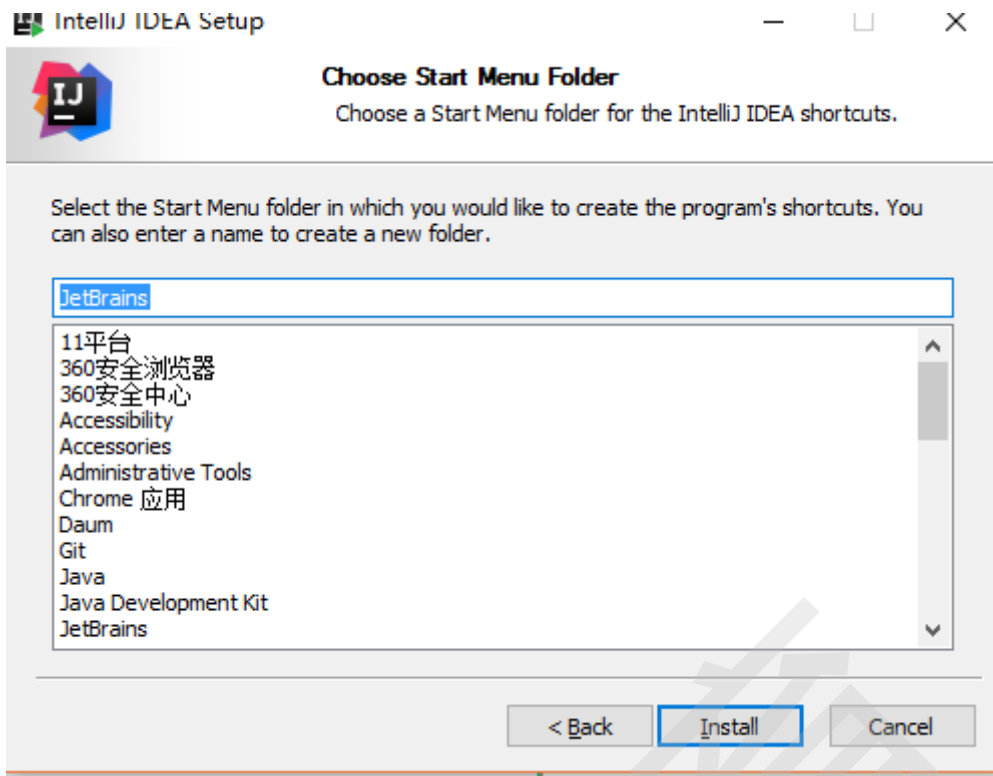 IntelliJ IDEA Setup
IJ
Choose Start Menu Folder
Choose a Start Menu folder for the IntelliJ IDEA shortcuts.
Select the Start Menu folder in which you would like to create the program's shortcuts. You
can also enter a name to create a new folder.
JetBrains
11平台
360安全浏览器
360安全中心
Accessibility
Accessories
Administrative Tools
Chrome 应用
Daum
Git
Java
Java Development Kit
JetBrains
< Back Install Cancel